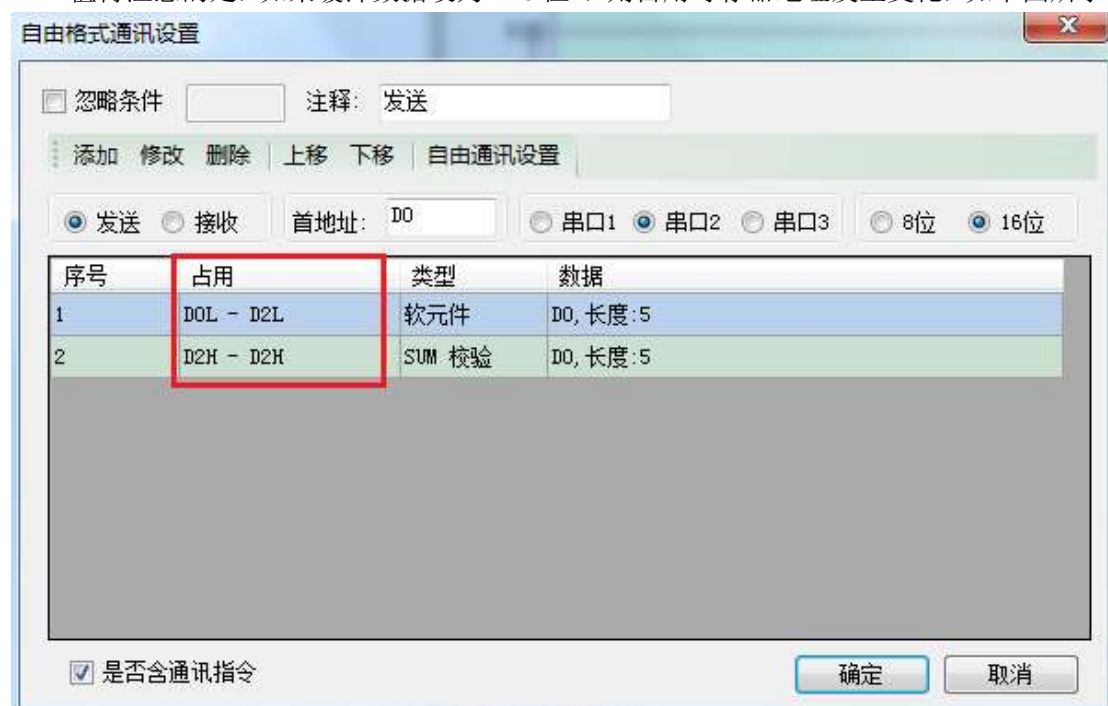 自由格式通讯设置
忽略条件 注释: 发送
添加 修改 删除 上移 下移 自由通讯设置
发送 接收 首地址: D0 串口1 串口2 串口3 8位 16位
序号 占用 类型 数据
1 D0L - D2L 软元件 D0,长度:5
2 D2H - D2H SUM 校验 D0,长度:5
是否含通讯指令 确定 取消